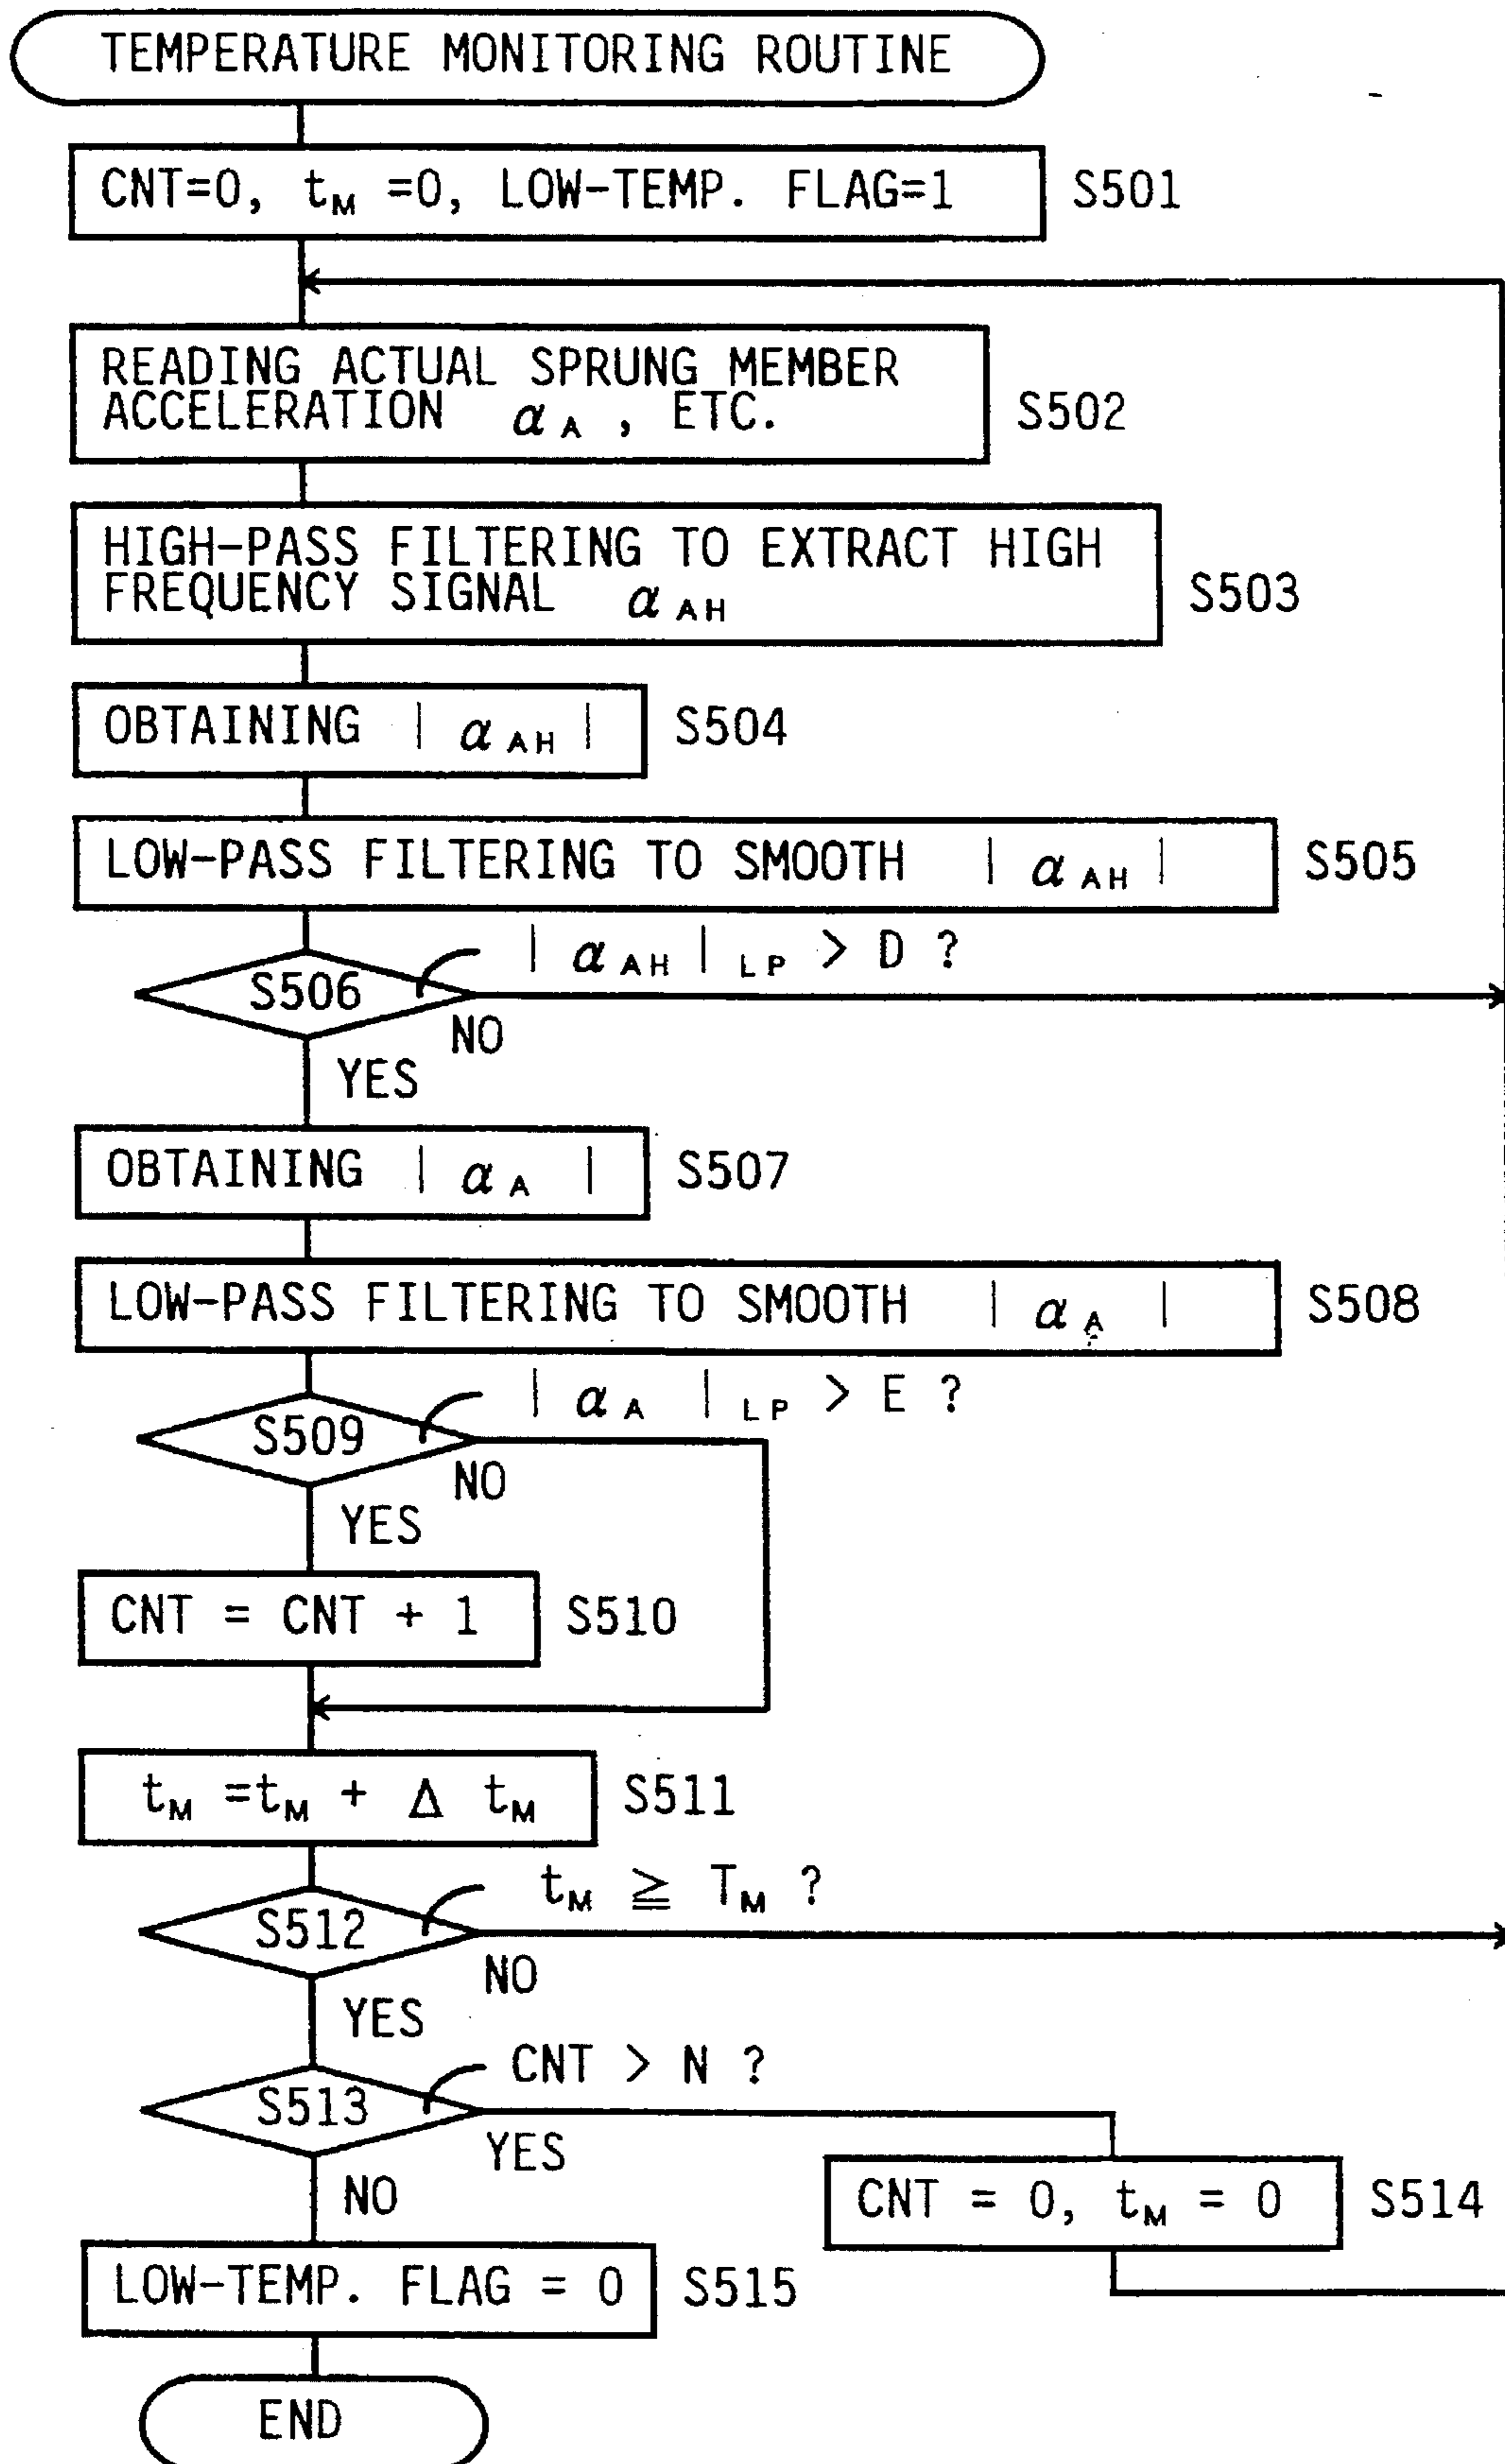 TEMPERATURE MONITORING ROUTINE
CNT=0, tM =0, LOW-TEMP. FLAG=1
S501
READING ACTUAL SPRUNG MEMBER
ACCELERATION αA , ETC.
S502
HIGH-PASS FILTERING TO EXTRACT HIGH
FREQUENCY SIGNAL αAH
S503
OBTAINING | αAH |
S504
LOW-PASS FILTERING TO SMOOTH | αAH |
S505
| αAH | LP > D ?
S506
NO
YES
OBTAINING | αA |
S507
LOW-PASS FILTERING TO SMOOTH | αA |
S508
| αA | LP > E ?
S509
NO
YES
CNT = CNT + 1
S510
tM =tM + Δ tM
S511
tM ≧ TM ?
S512
NO
YES
CNT > N ?
S513
YES
NO
CNT = 0, tM = 0
S514
LOW-TEMP. FLAG = 0
S515
END